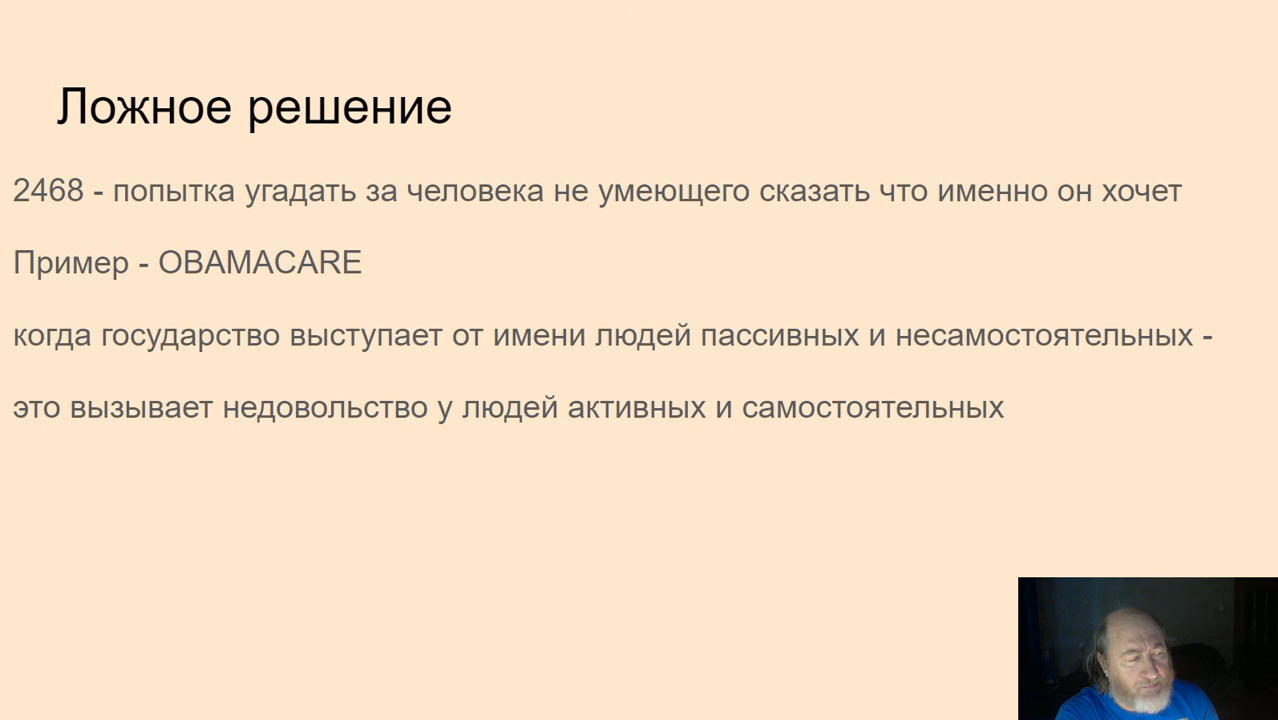 Ложное решение
2468 - попытка угадать за человека не умеющего сказать что именно он хочет
Пример - OBAMACARE
когда государство выступает от имени людей пассивных и несамостоятельных -
это вызывает недовольство у людей активных и самостоятельных